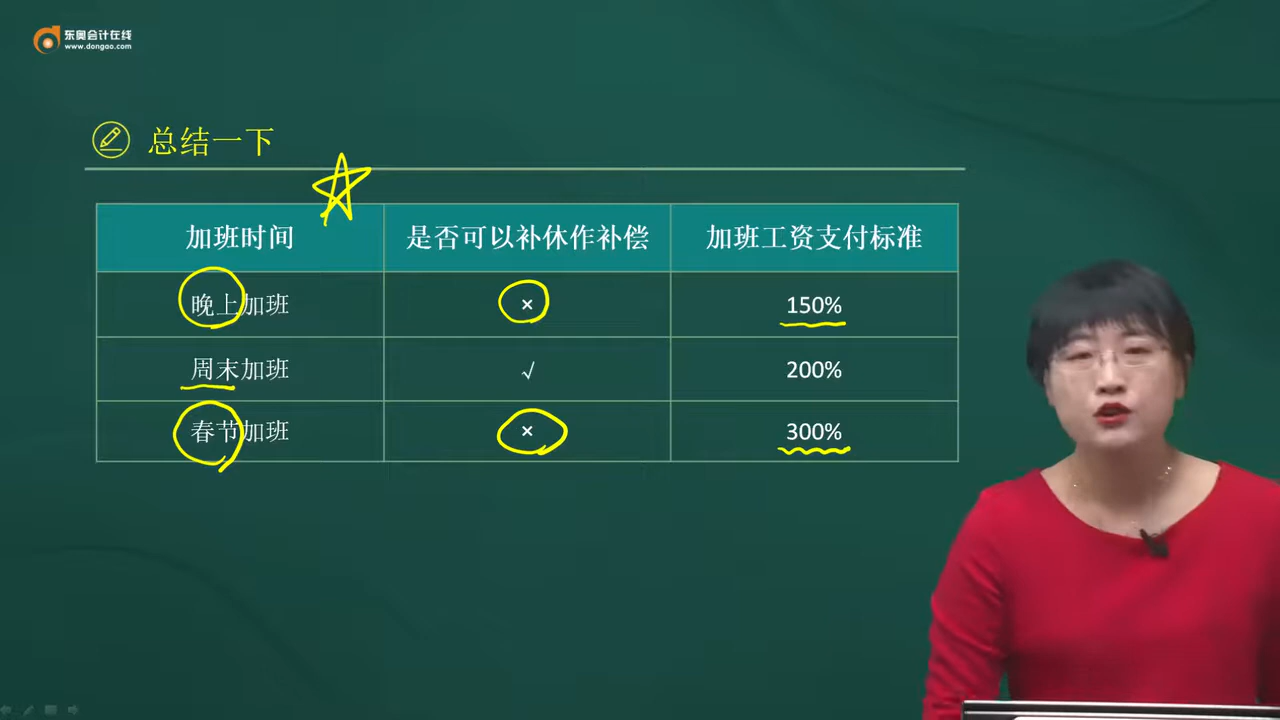 东奥会计在线
www.dongao.com
总结一下
加班时间 是否可以补休作补偿 加班工资支付标准
晚上加班 × 150%
周末加班 √ 200%
春节加班 × 300%